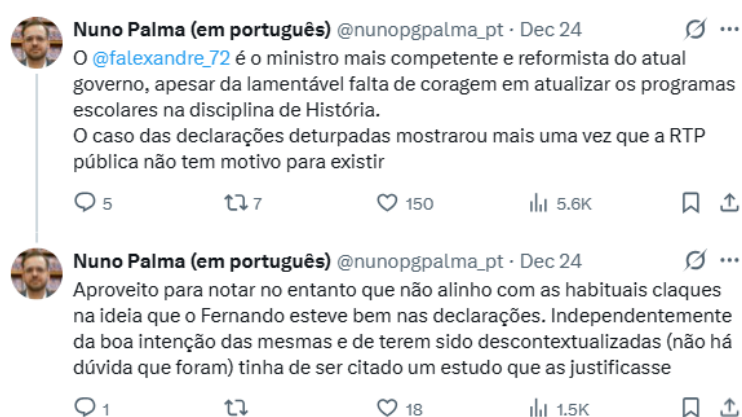 Nuno Palma (em português) @nunopgpalma_pt · Dec 24
O @falexandre_72 é o ministro mais competente e reformista do atual
governo, apesar da lamentável falta de coragem em atualizar os programas
escolares na disciplina de História.
O caso das declarações deturpadas mostrarou mais uma vez que a RTP
pública não tem motivo para existir
5 7 150 5.6K
Nuno Palma (em português) @nunopgpalma_pt · Dec 24
Aproveito para notar no entanto que não alinho com as habituais claques
na ideia que o Fernando esteve bem nas declarações. Independentemente
da boa intenção das mesmas e de terem sido descontextualizadas (não há
dúvida que foram) tinha de ser citado um estudo que as justificasse
1 18 1.5K